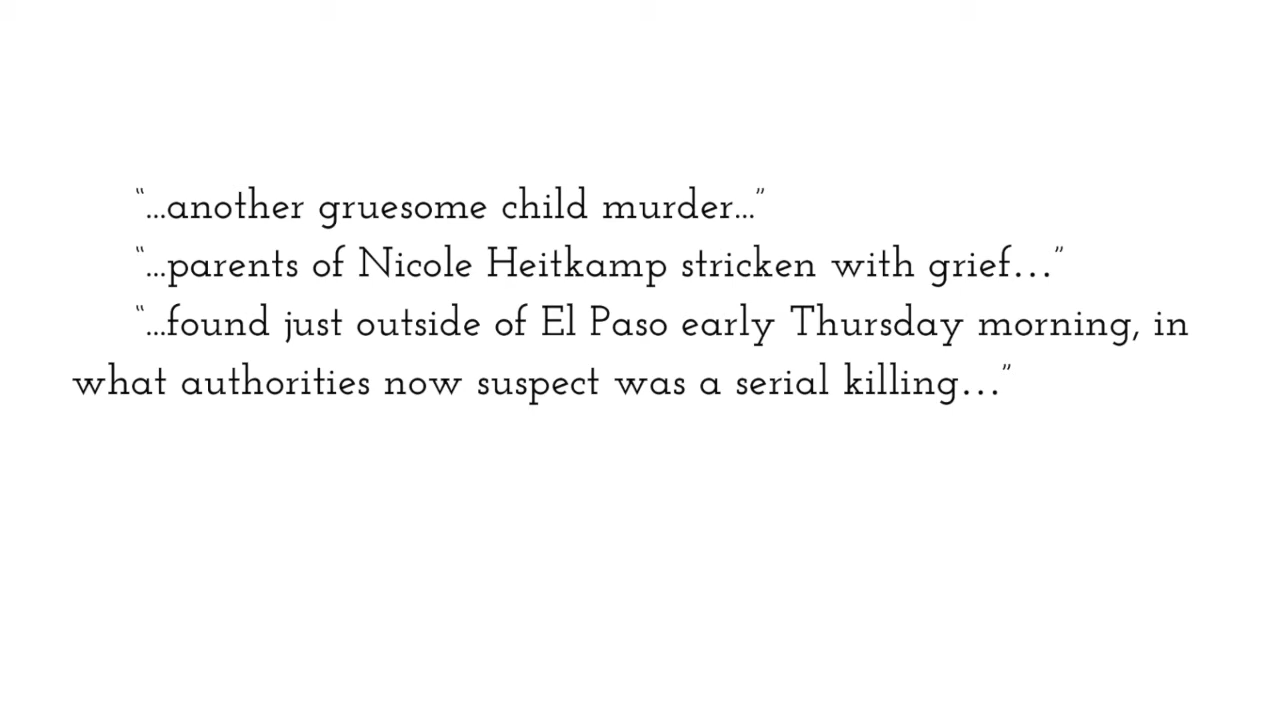 “...another gruesome child murder...”
“...parents of Nicole Heitkamp stricken with grief...”
“...found just outside of El Paso early Thursday morning, in
what authorities now suspect was a serial killing...”